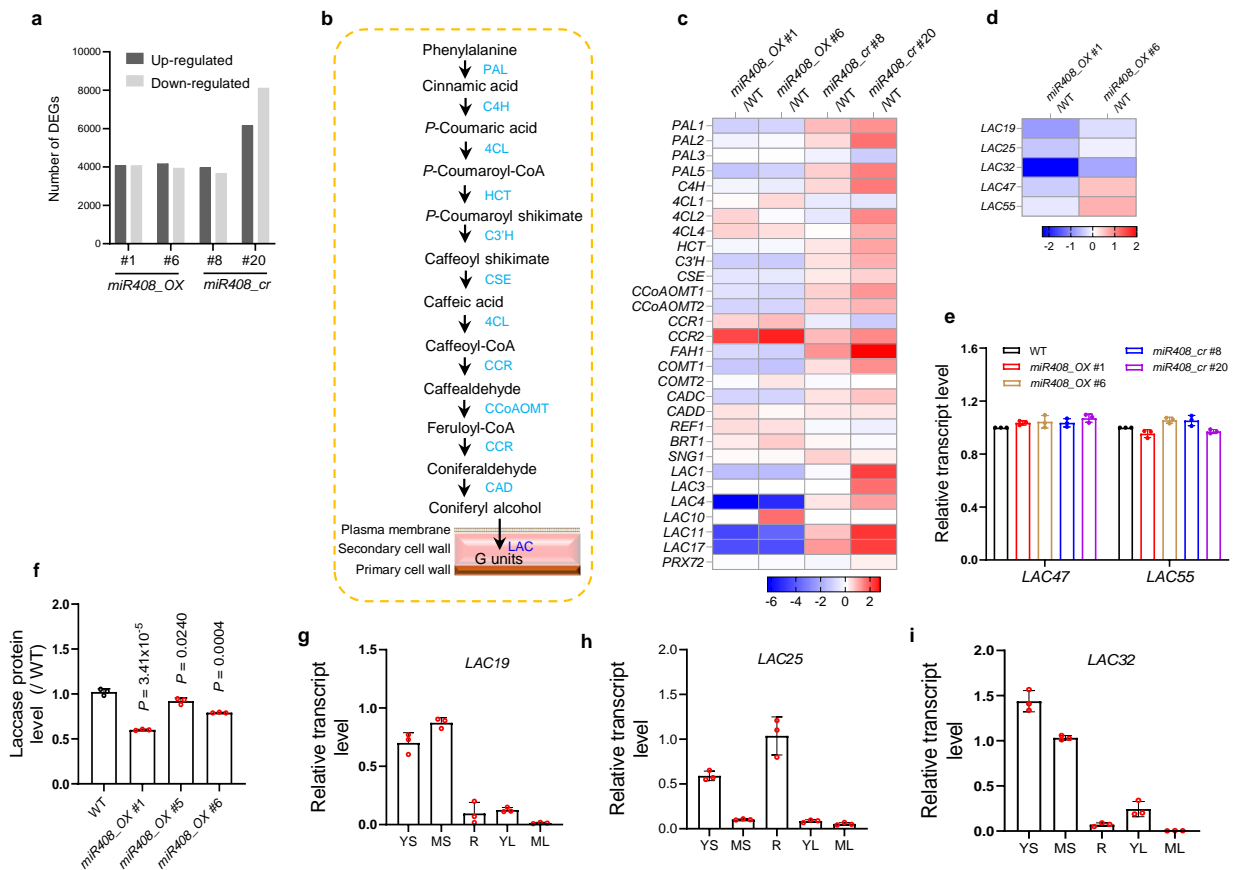 a
Number of DEGs
10000
8000
6000
4000
2000
0
Up-regulated
Down-regulated
#1 #6 #8 #20
miR408_OX miR408_cr
b
Phenylalanine
PAL
Cinnamic acid
C4H
P-Coumaric acid
4CL
P-Coumaroyl-CoA
HCT
P-Coumaroyl shikimate
C3'H
Caffeoyl shikimate
CSE
Caffeic acid
4CL
Caffeoyl-CoA
CCR
Caffealdehyde
CCoAOMT
Feruloyl-CoA
CCR
Coniferaldehyde
CAD
Coniferyl alcohol
Plasma membrane
Secondary cell wall
Primary cell wall
LAC
G units
c
miR408_OX #1
/WT
miR408_OX #6
/WT
miR408_cr #8
/WT
miR408_cr #20
/WT
PAL1
PAL2
PAL3
PAL5
C4H
4CL1
4CL2
4CL4
HCT
C3'H
CSE
CCoAOMT1
CCoAOMT2
CCR1
CCR2
FAH1
COMT1
COMT2
CADC
CADD
REF1
BRT1
SNG1
LAC1
LAC3
LAC4
LAC10
LAC11
LAC17
PRX72
-6 -4 -2 0 2
d
miR408_OX #1
/WT
miR408_OX #6
/WT
LAC19
LAC25
LAC32
LAC47
LAC55
-2 -1 0 1 2
e
Relative transcript level
1.6
1.2
0.8
0.4
0.0
WT
miR408_OX #1
miR408_OX #6
miR408_cr #8
miR408_cr #20
LAC47 LAC55
f
Laccase protein
level (/ WT)
2.0
1.5
1.0
0.5
0.0
P = 3.41x10-5
P = 0.0240
P = 0.0004
WT
miR408_OX #1
miR408_OX #5
miR408_OX #6
g
LAC19
Relative transcript
level
1.5
1.0
0.5
0.0
YS MS R YL ML
h
LAC25
Relative transcript
level
1.5
1.0
0.5
0.0
YS MS R YL ML
i
LAC32
Relative transcript
level
2.0
1.5
1.0
0.5
0.0
YS MS R YL ML